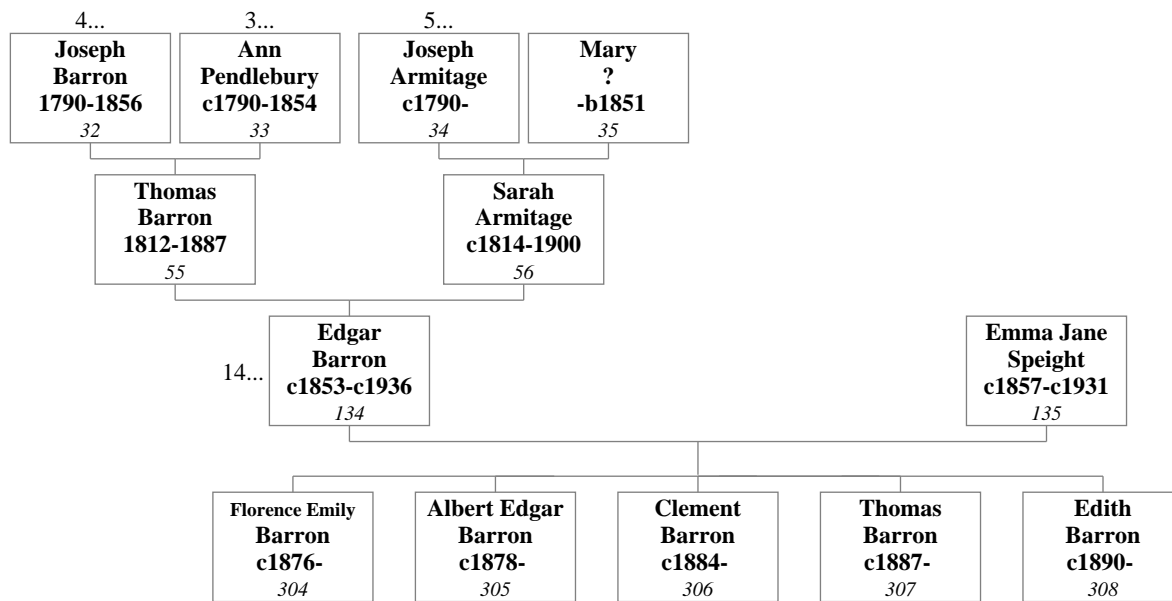 4...
3...
5...
Joseph
Barron
1790-1856
32
Ann
Pendlebury
c1790-1854
33
Joseph
Armitage
c1790-
34
Mary
?
-b1851
35
Thomas
Barron
1812-1887
55
Sarah
Armitage
c1814-1900
56
14...
Edgar
Barron
c1853-c1936
134
Emma Jane
Speight
c1857-c1931
135
Florence Emily
Barron
c1876-
304
Albert Edgar
Barron
c1878-
305
Clement
Barron
c1884-
306
Thomas
Barron
c1887-
307
Edith
Barron
c1890-
308